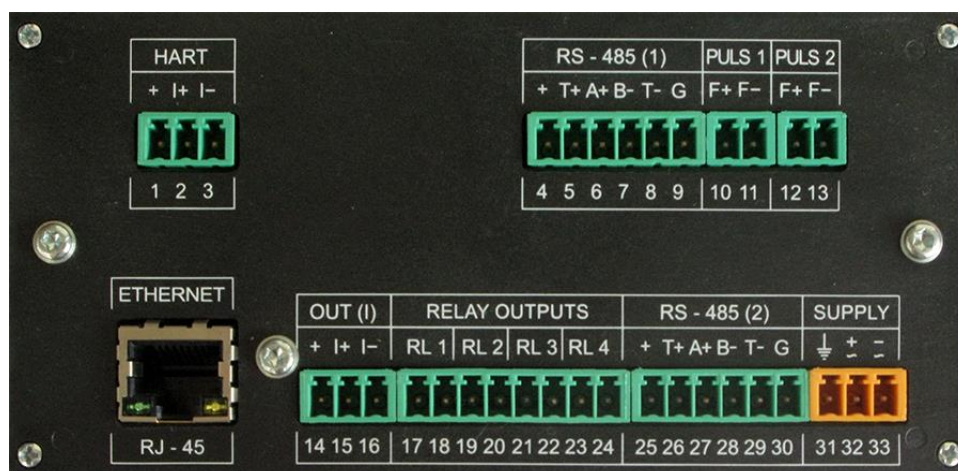 HART
+ I+ I−
1 2 3
RS - 485 (1) PULS 1 PULS 2
+ T+ A+ B- T- G F+ F− F+ F−
4 5 6 7 8 9 10 11 12 13
ETHERNET
RJ - 45
OUT (I) RELAY OUTPUTS RS - 485 (2) SUPPLY
+ I+ I− RL 1 RL 2 RL 3 RL 4 + T+ A+ B- T- G ⏚ + ~ − ~
14 15 16 17 18 19 20 21 22 23 24 25 26 27 28 29 30 31 32 33